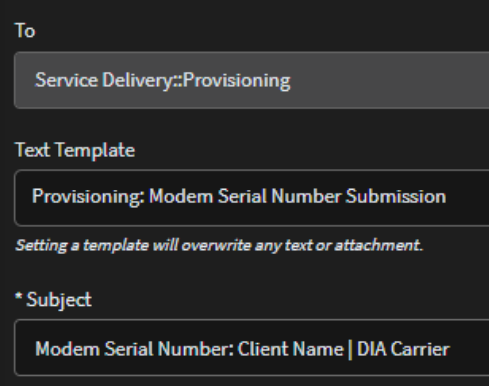 To
Service Delivery::Provisioning
Text Template
Provisioning: Modem Serial Number Submission
Setting a template will overwrite any text or attachment.
* Subject
Modem Serial Number: Client Name | DIA Carrier